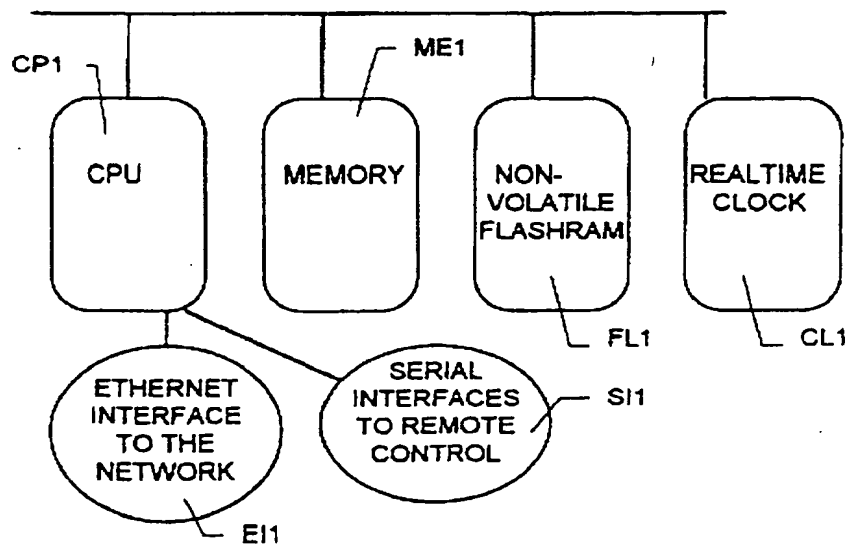 CP1
ME1
CPU
MEMORY
NON-
VOLATILE
FLASHRAM
REALTIME
CLOCK
FL1
CL1
ETHERNET
INTERFACE
TO THE
NETWORK
EI1
SERIAL
INTERFACES
TO REMOTE
CONTROL
SI1